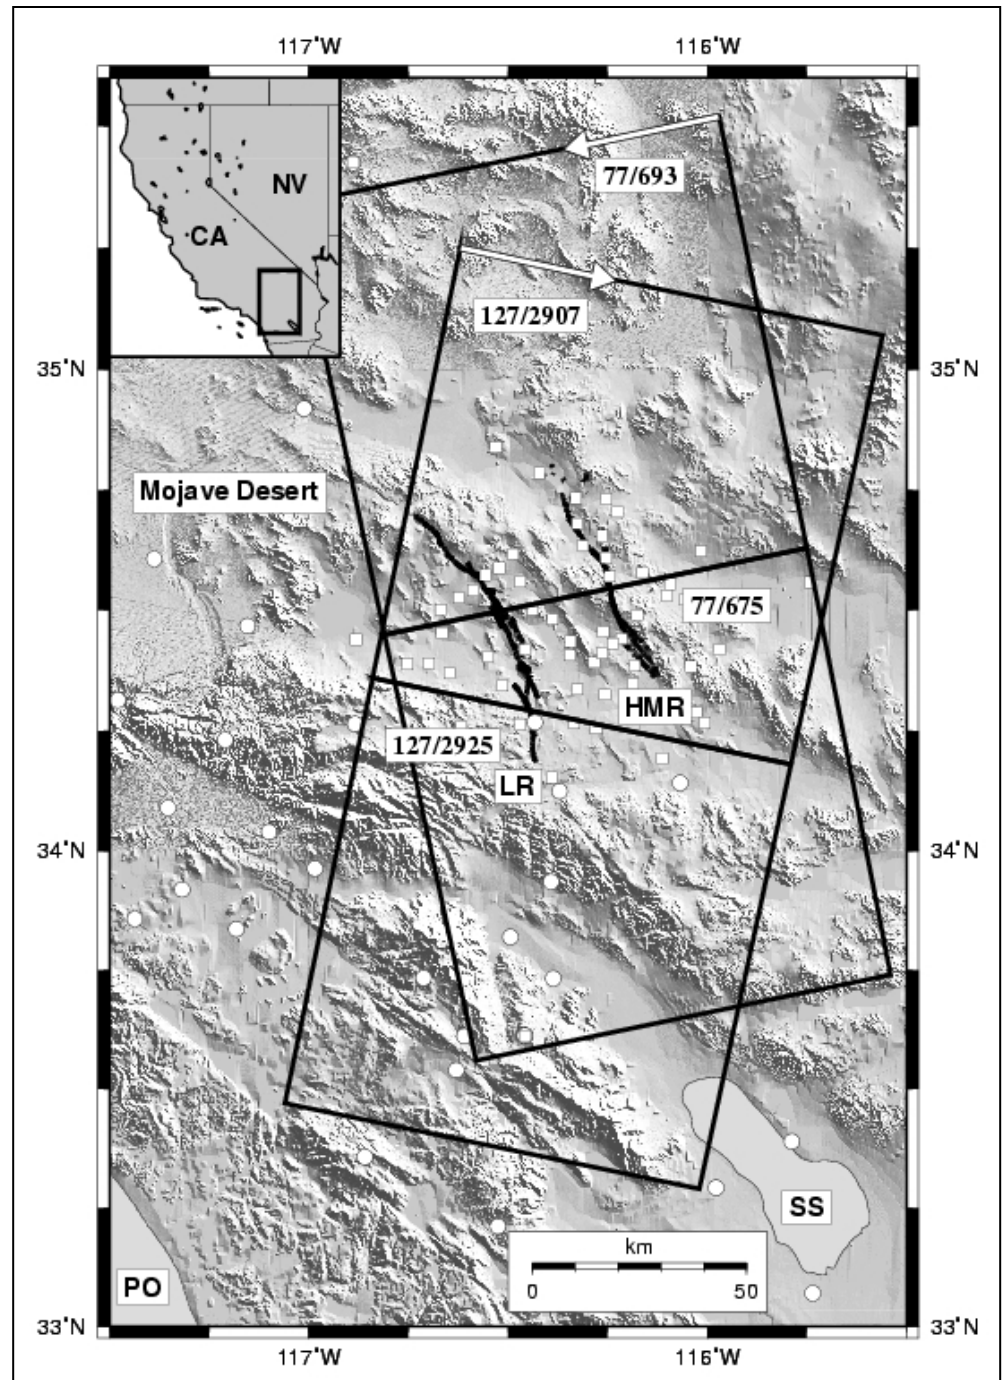 117˚W 116˚W
77/693
NV
CA
127/2907
35˚N 35˚N
Mojave Desert
77/675
HMR
127/2925
LR
34˚N 34˚N
SS
km
0 50
PO
33˚N 33˚N
117˚W 116˚W